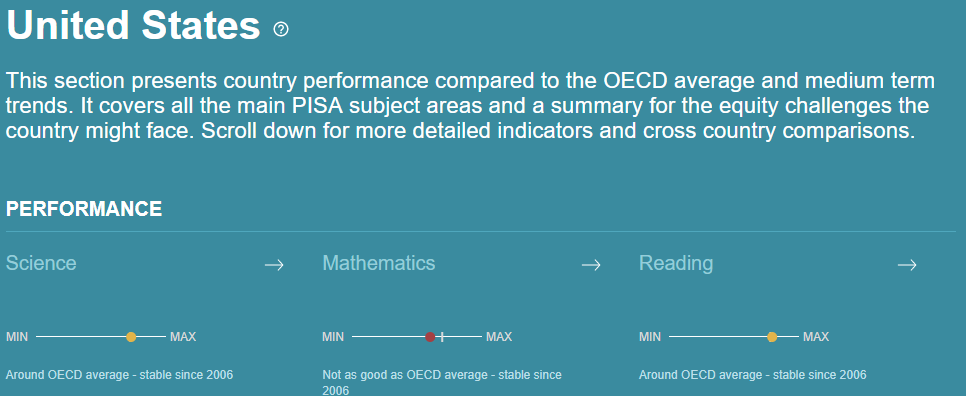 United States ?
This section presents country performance compared to the OECD average and medium term
trends. It covers all the main PISA subject areas and a summary for the equity challenges the
country might face. Scroll down for more detailed indicators and cross country comparisons.
PERFORMANCE
Science → Mathematics → Reading →
MIN MAX MIN MAX MIN MAX
Around OECD average - stable since 2006
Not as good as OECD average - stable since
2006
Around OECD average - stable since 2006